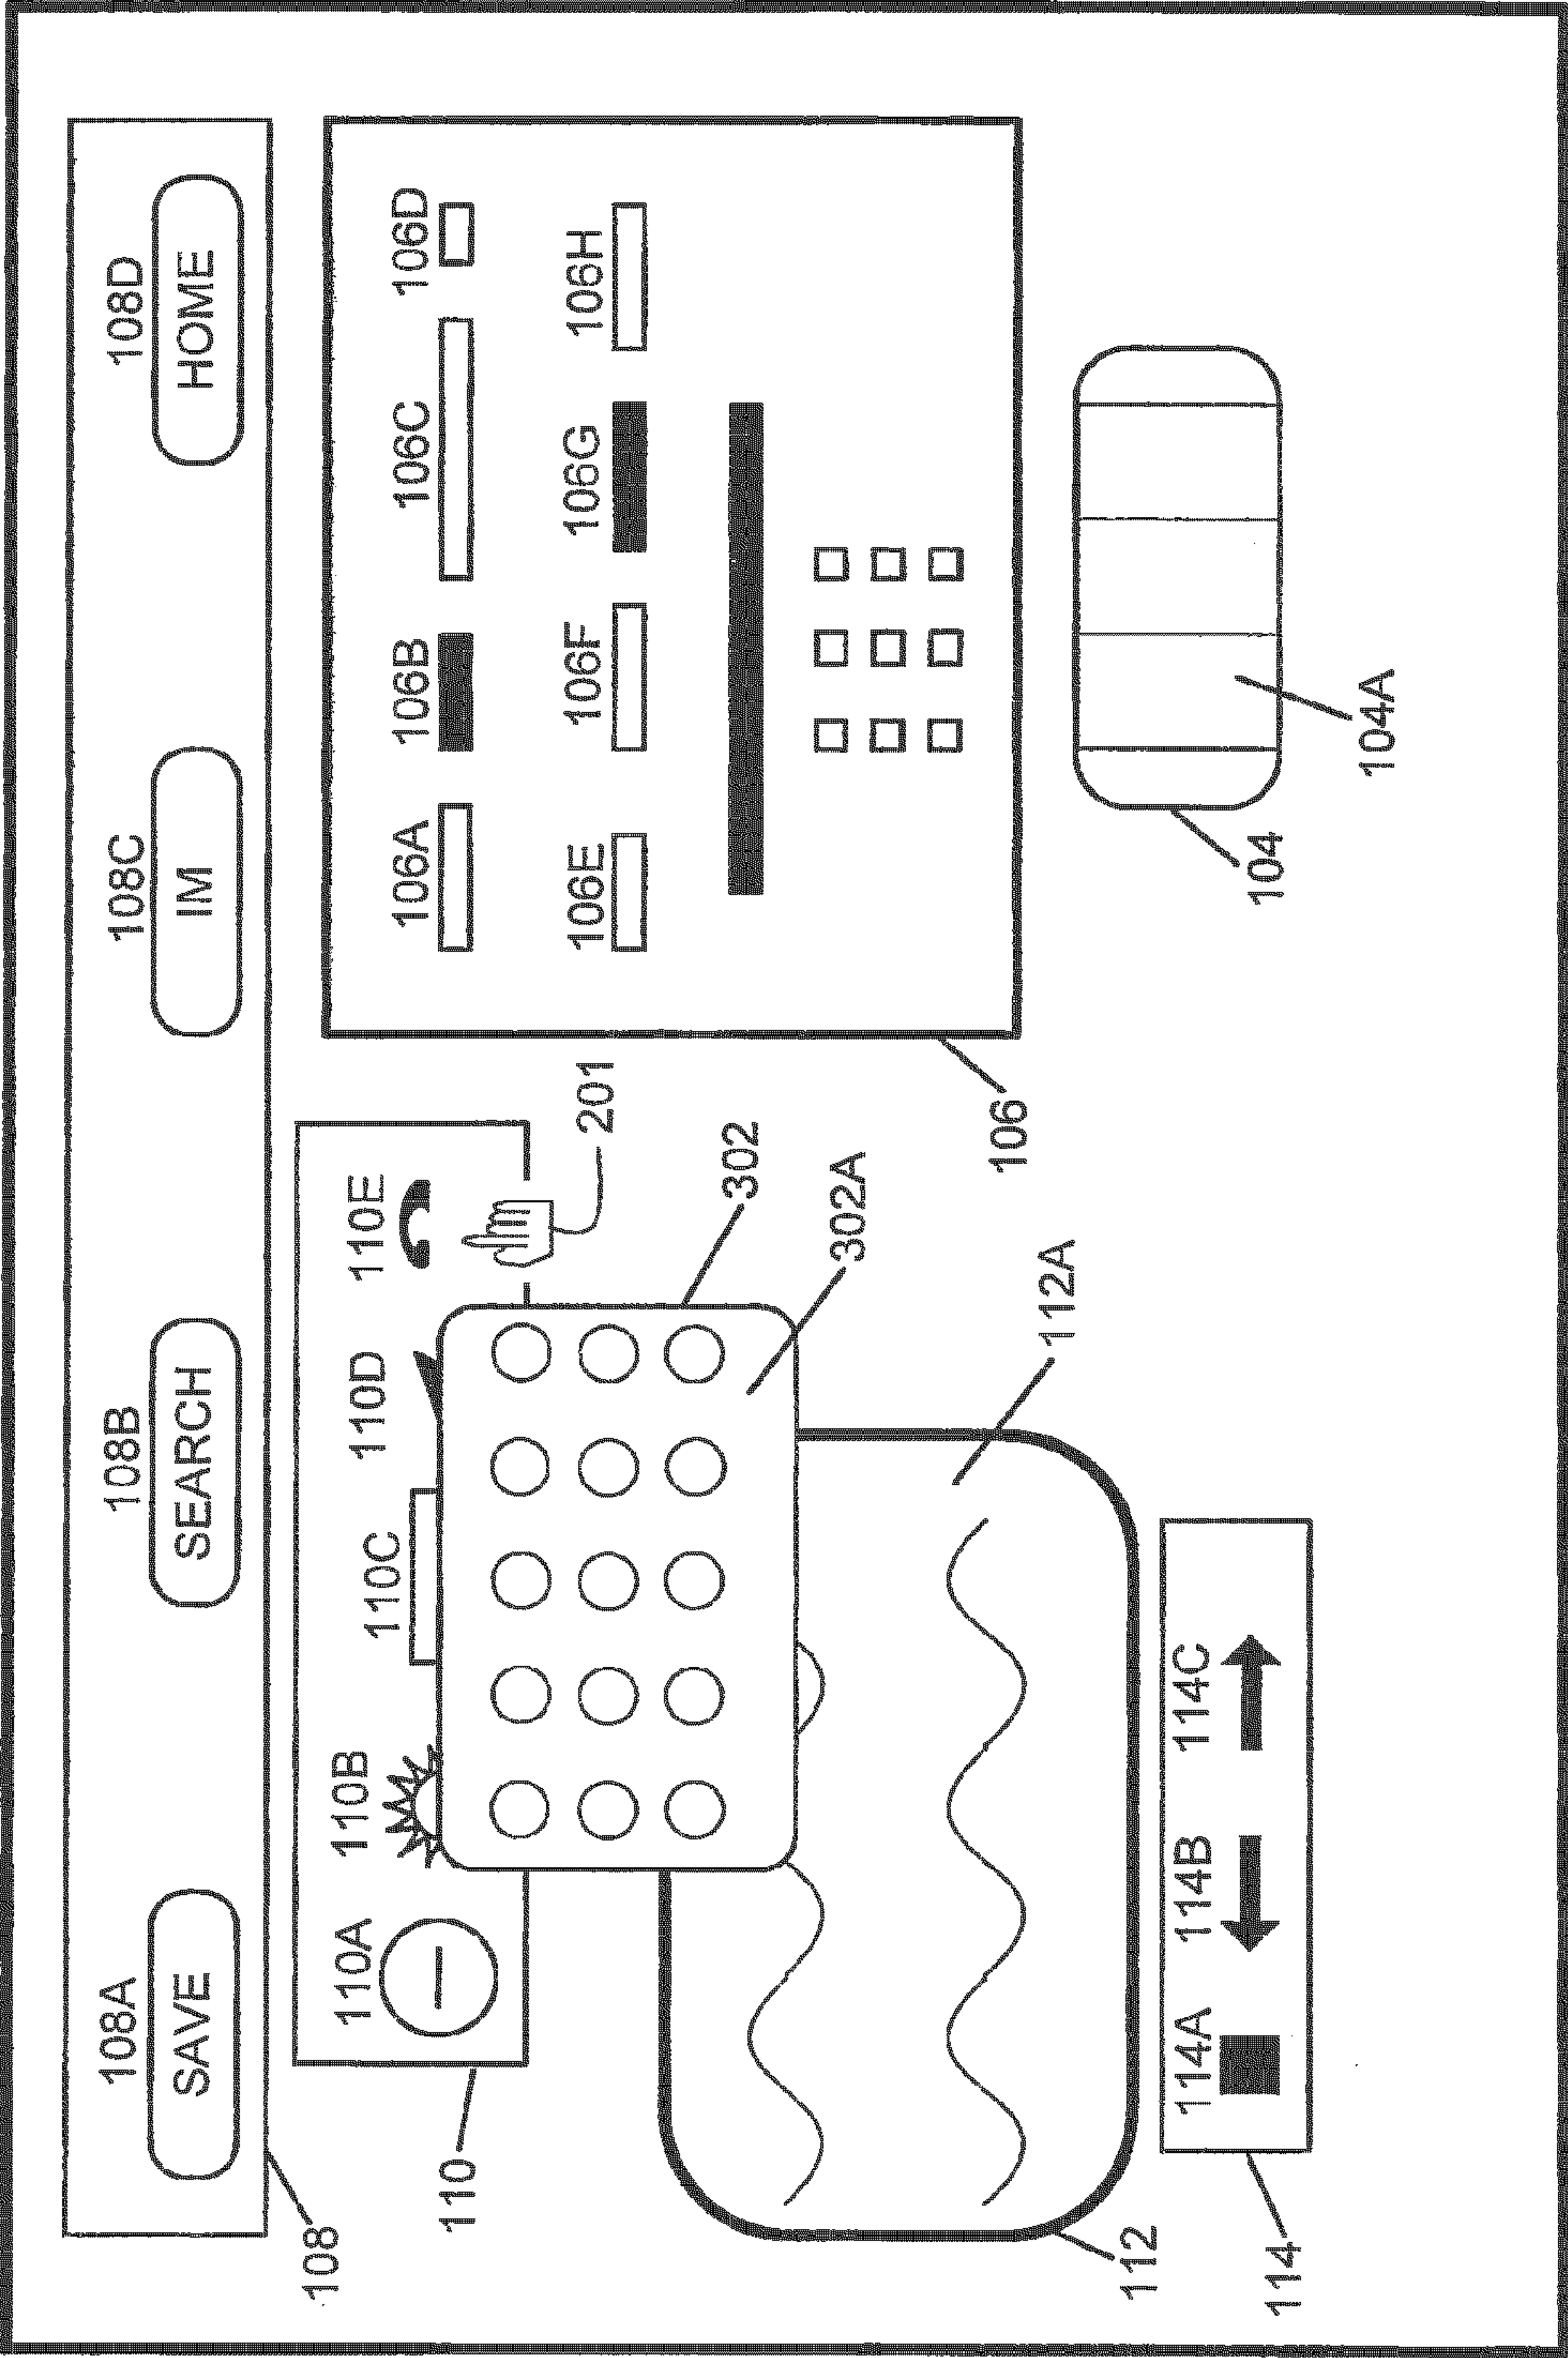 108A 108B 108C 108D
SAVE SEARCH IM HOME
108
110A 110B 110C 110D 110E
110
201
302
302A
106A 106B 106C 106D
106E 106F 106G 106H
106
112A
112
114A 114B 114C
114
104
104A